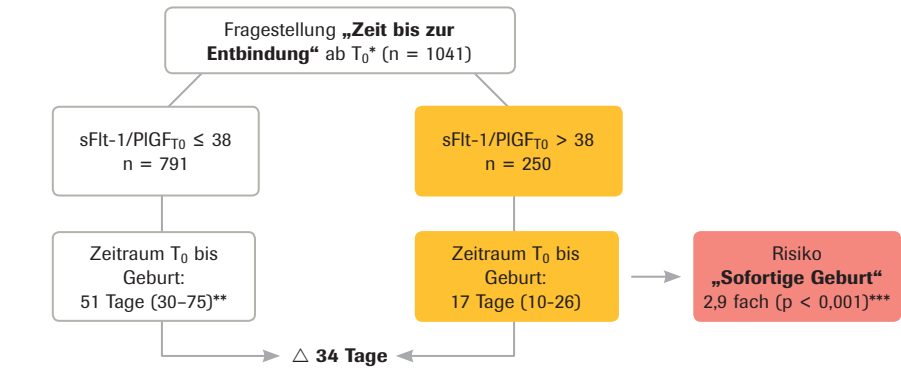 Fragestellung „Zeit bis zur
Entbindung“ ab T₀* (n = 1041)
sFlt-1/PlGF_T0 ≤ 38
n = 791
sFlt-1/PlGF_T0 > 38
n = 250
Zeitraum T₀ bis
Geburt:
51 Tage (30–75)**
Zeitraum T₀ bis
Geburt:
17 Tage (10-26)
Risiko
„Sofortige Geburt“
2,9 fach (p < 0,001)***
△ 34 Tage